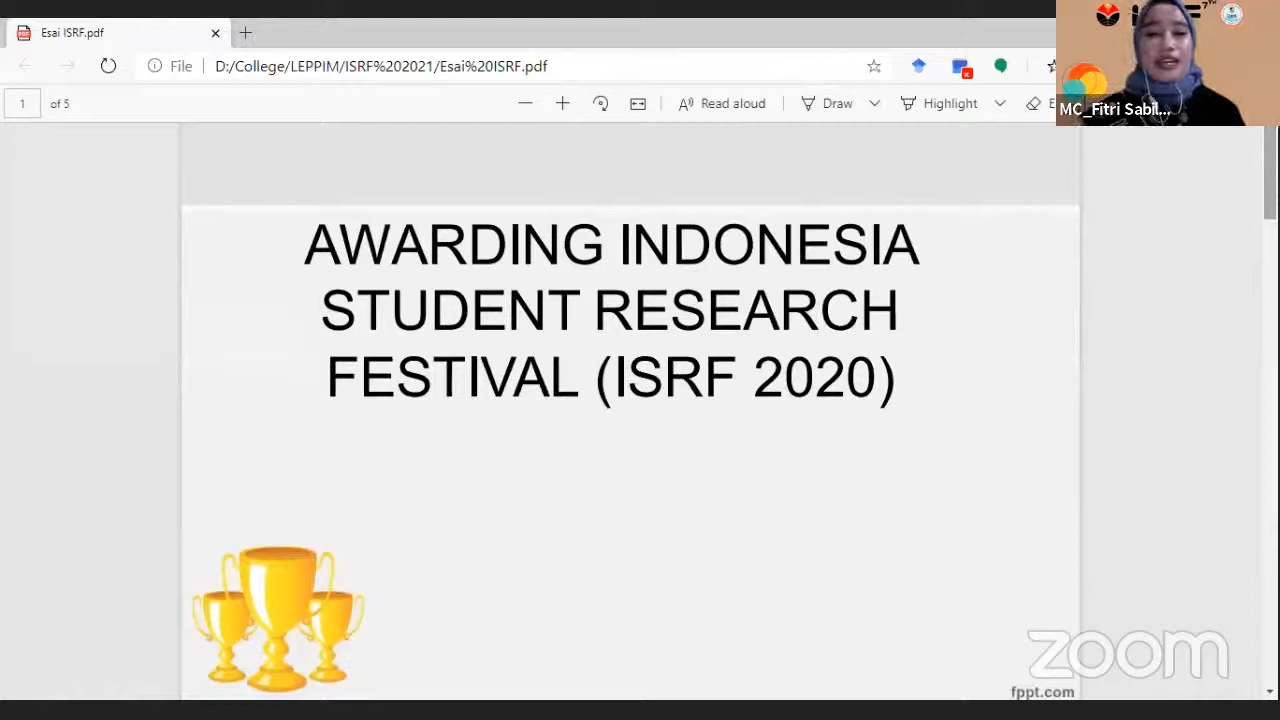 Esai ISRF.pdf
File
D:/College/LEPPIM/ISRF%202021/Esai%20ISRF.pdf
1
of 5
Read aloud
Draw
Highlight
7TH
MC_Fitri Sabil...
AWARDING INDONESIA
STUDENT RESEARCH
FESTIVAL (ISRF 2020)
zoom
fppt.com